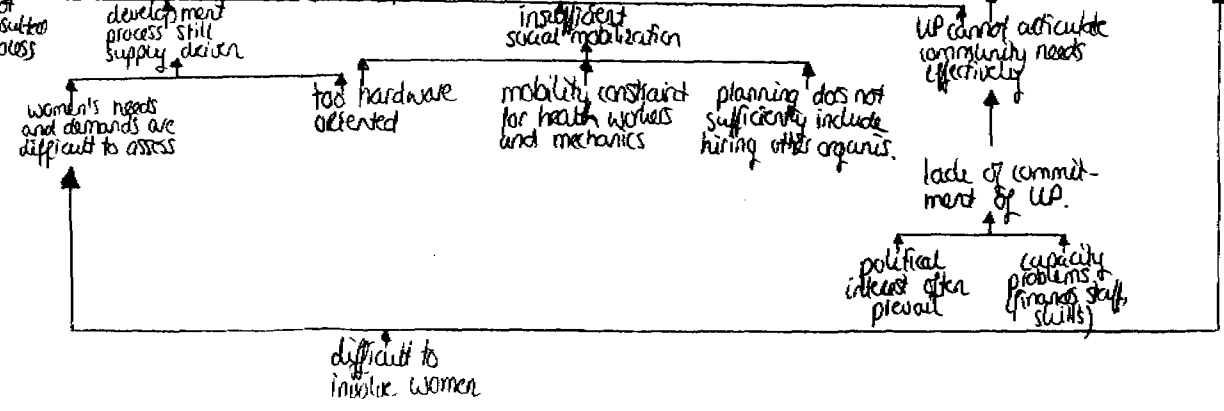 development
process still
supply driven
insufficient
social mobilization
UP cannot articulate
community needs
effectively
women's needs
and demands are
difficult to assess
too hardware
oriented
mobility constraint
for health workers
and mechanics
planning does not
sufficiently include
hiring other organis.
lack of commit-
ment of UP.
political
interest often
prevail
capacity
problems
(finances, staff,
skills)
difficult to
involve women